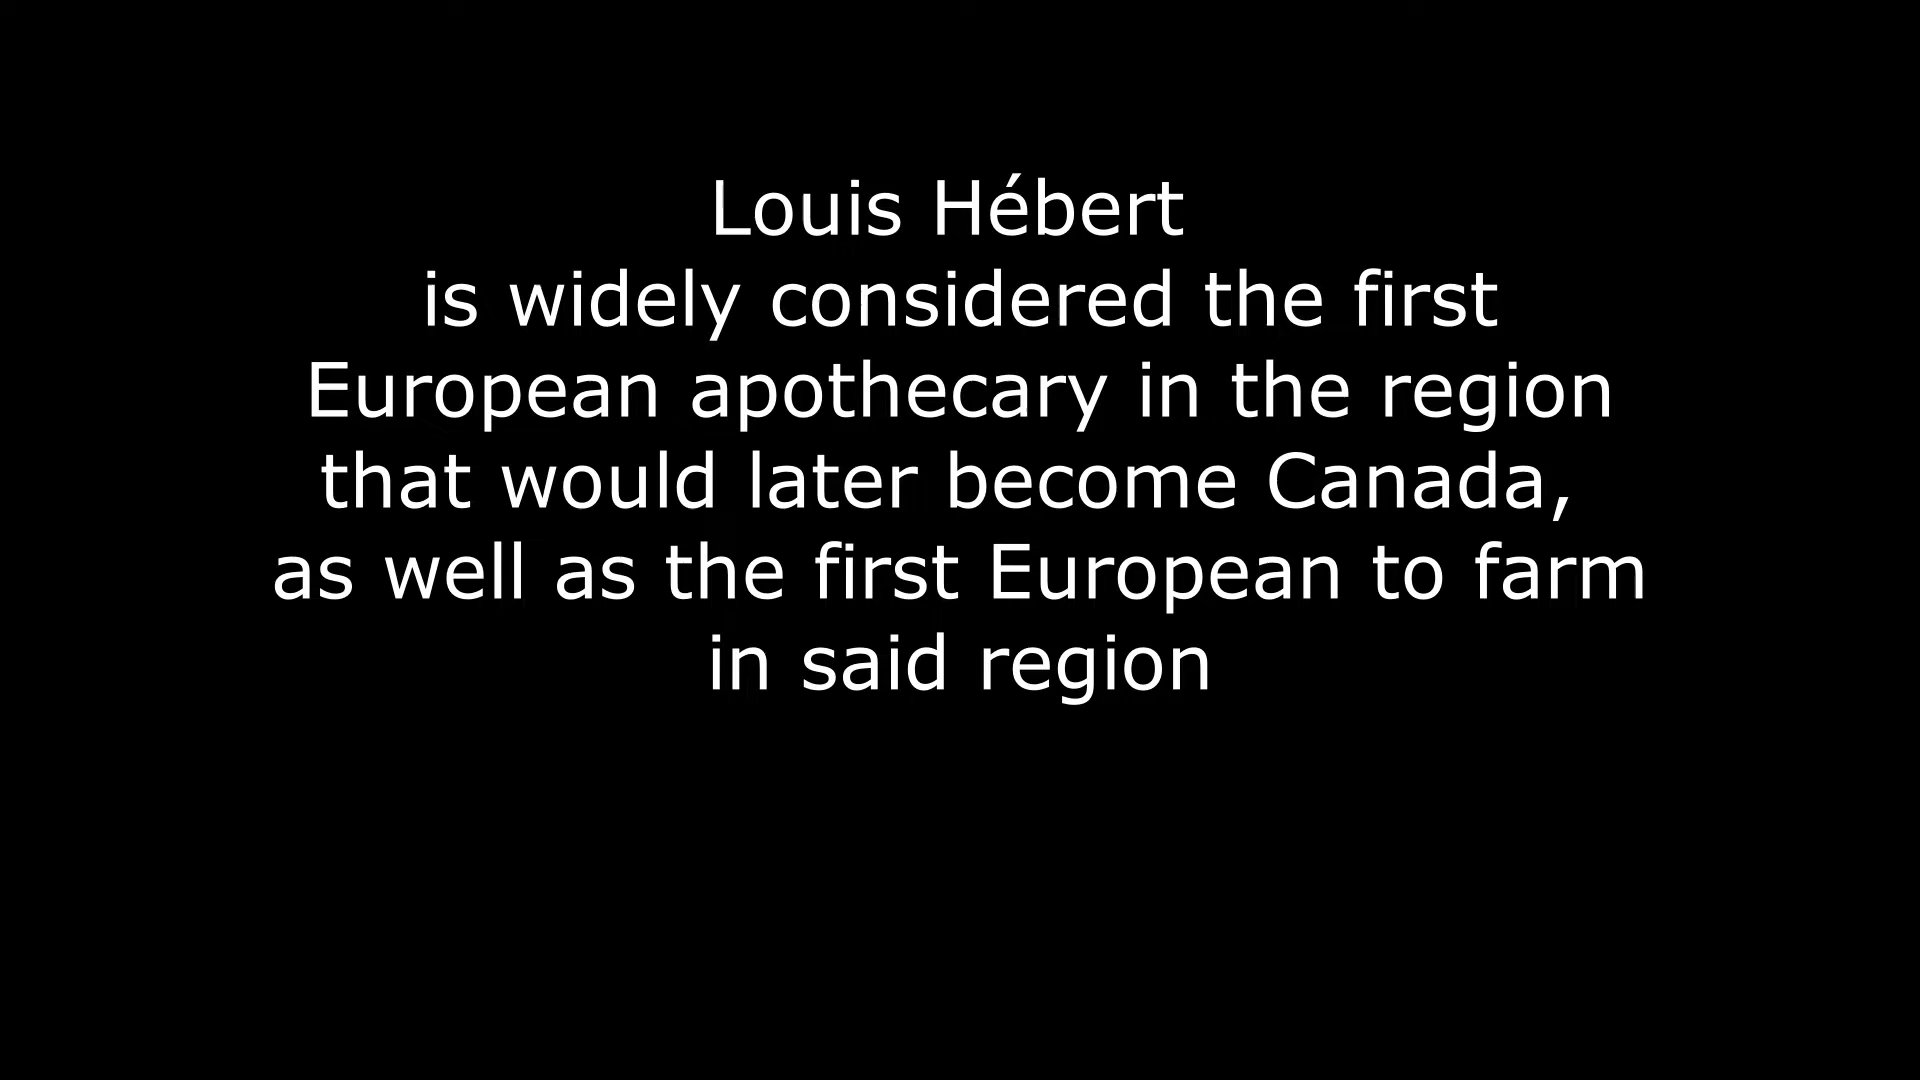 Louis Hébert
is widely considered the first
European apothecary in the region
that would later become Canada,
as well as the first European to farm
in said region